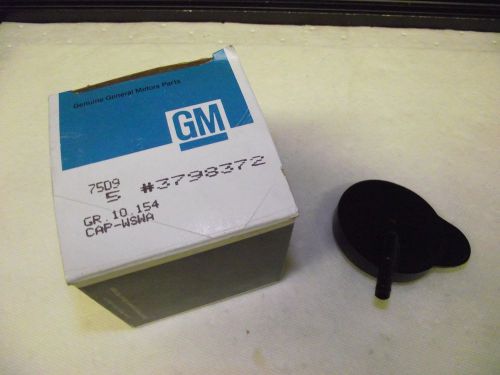 Genuine General Motors Parts
GM
75D9
5 #3798372
GR.10.154
CAP-WSWA